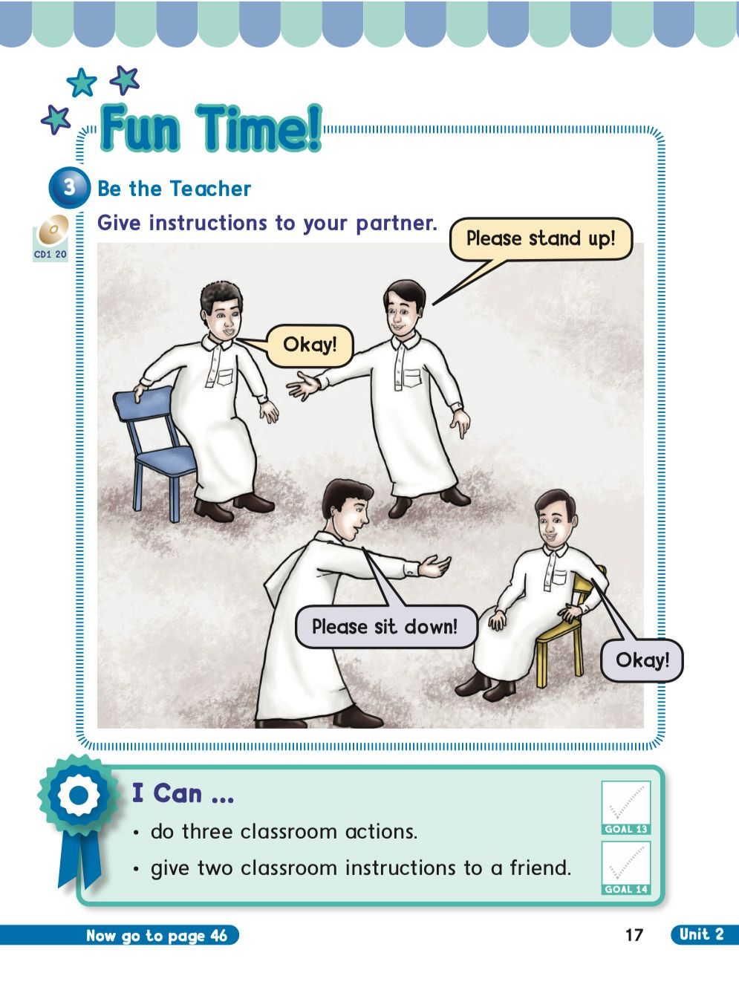 Fun Time!
3 Be the Teacher
Give instructions to your partner.
CD1 20
Please stand up!
Okay!
Please sit down!
Okay!
I Can ...
• do three classroom actions.
GOAL 13
• give two classroom instructions to a friend.
GOAL 14
Now go to page 46
17
Unit 2